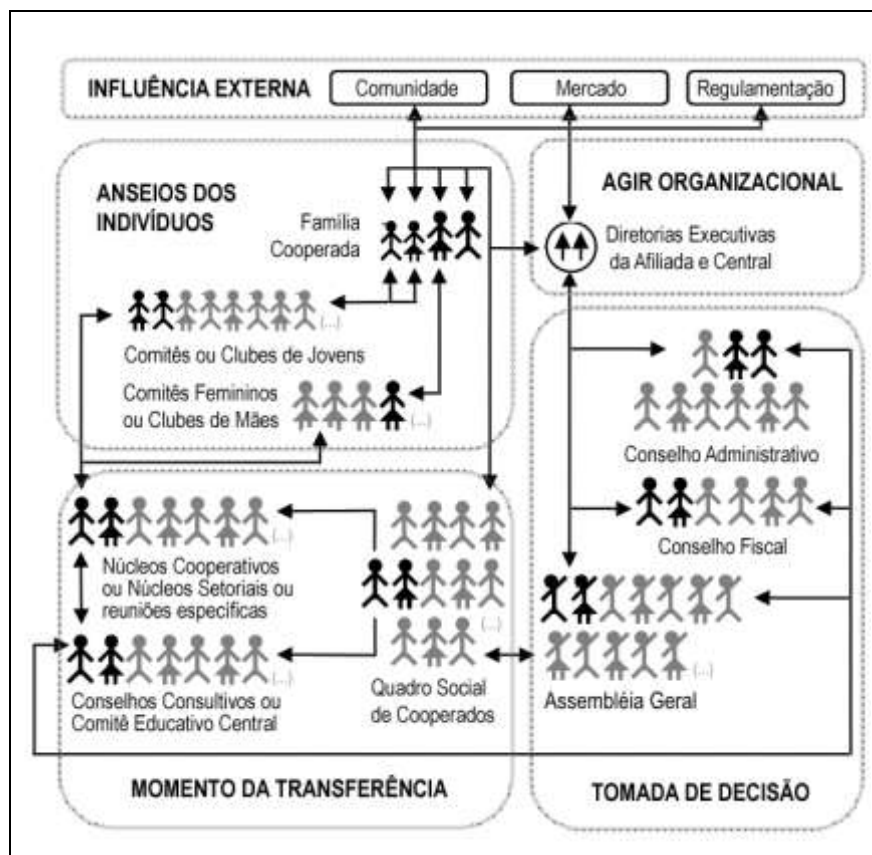 INFLUÊNCIA EXTERNA
Comunidade
Mercado
Regulamentação
ANSEIOS DOS
INDIVÍDUOS
Família
Cooperada
(...)
Comitês ou Clubes de Jovens
Comitês Femininos
ou Clubes de Mães
(...)
AGIR ORGANIZACIONAL
Diretorias Executivas
da Afiliada e Central
Conselho Administrativo
Conselho Fiscal
(...)
Assembléia Geral
TOMADA DE DECISÃO
(...)
Núcleos Cooperativos
ou Núcleos Setoriais ou
reuniões específicas
(...)
Conselhos Consultivos ou
Comitê Educativo Central
(...)
Quadro Social
de Cooperados
MOMENTO DA TRANSFERÊNCIA